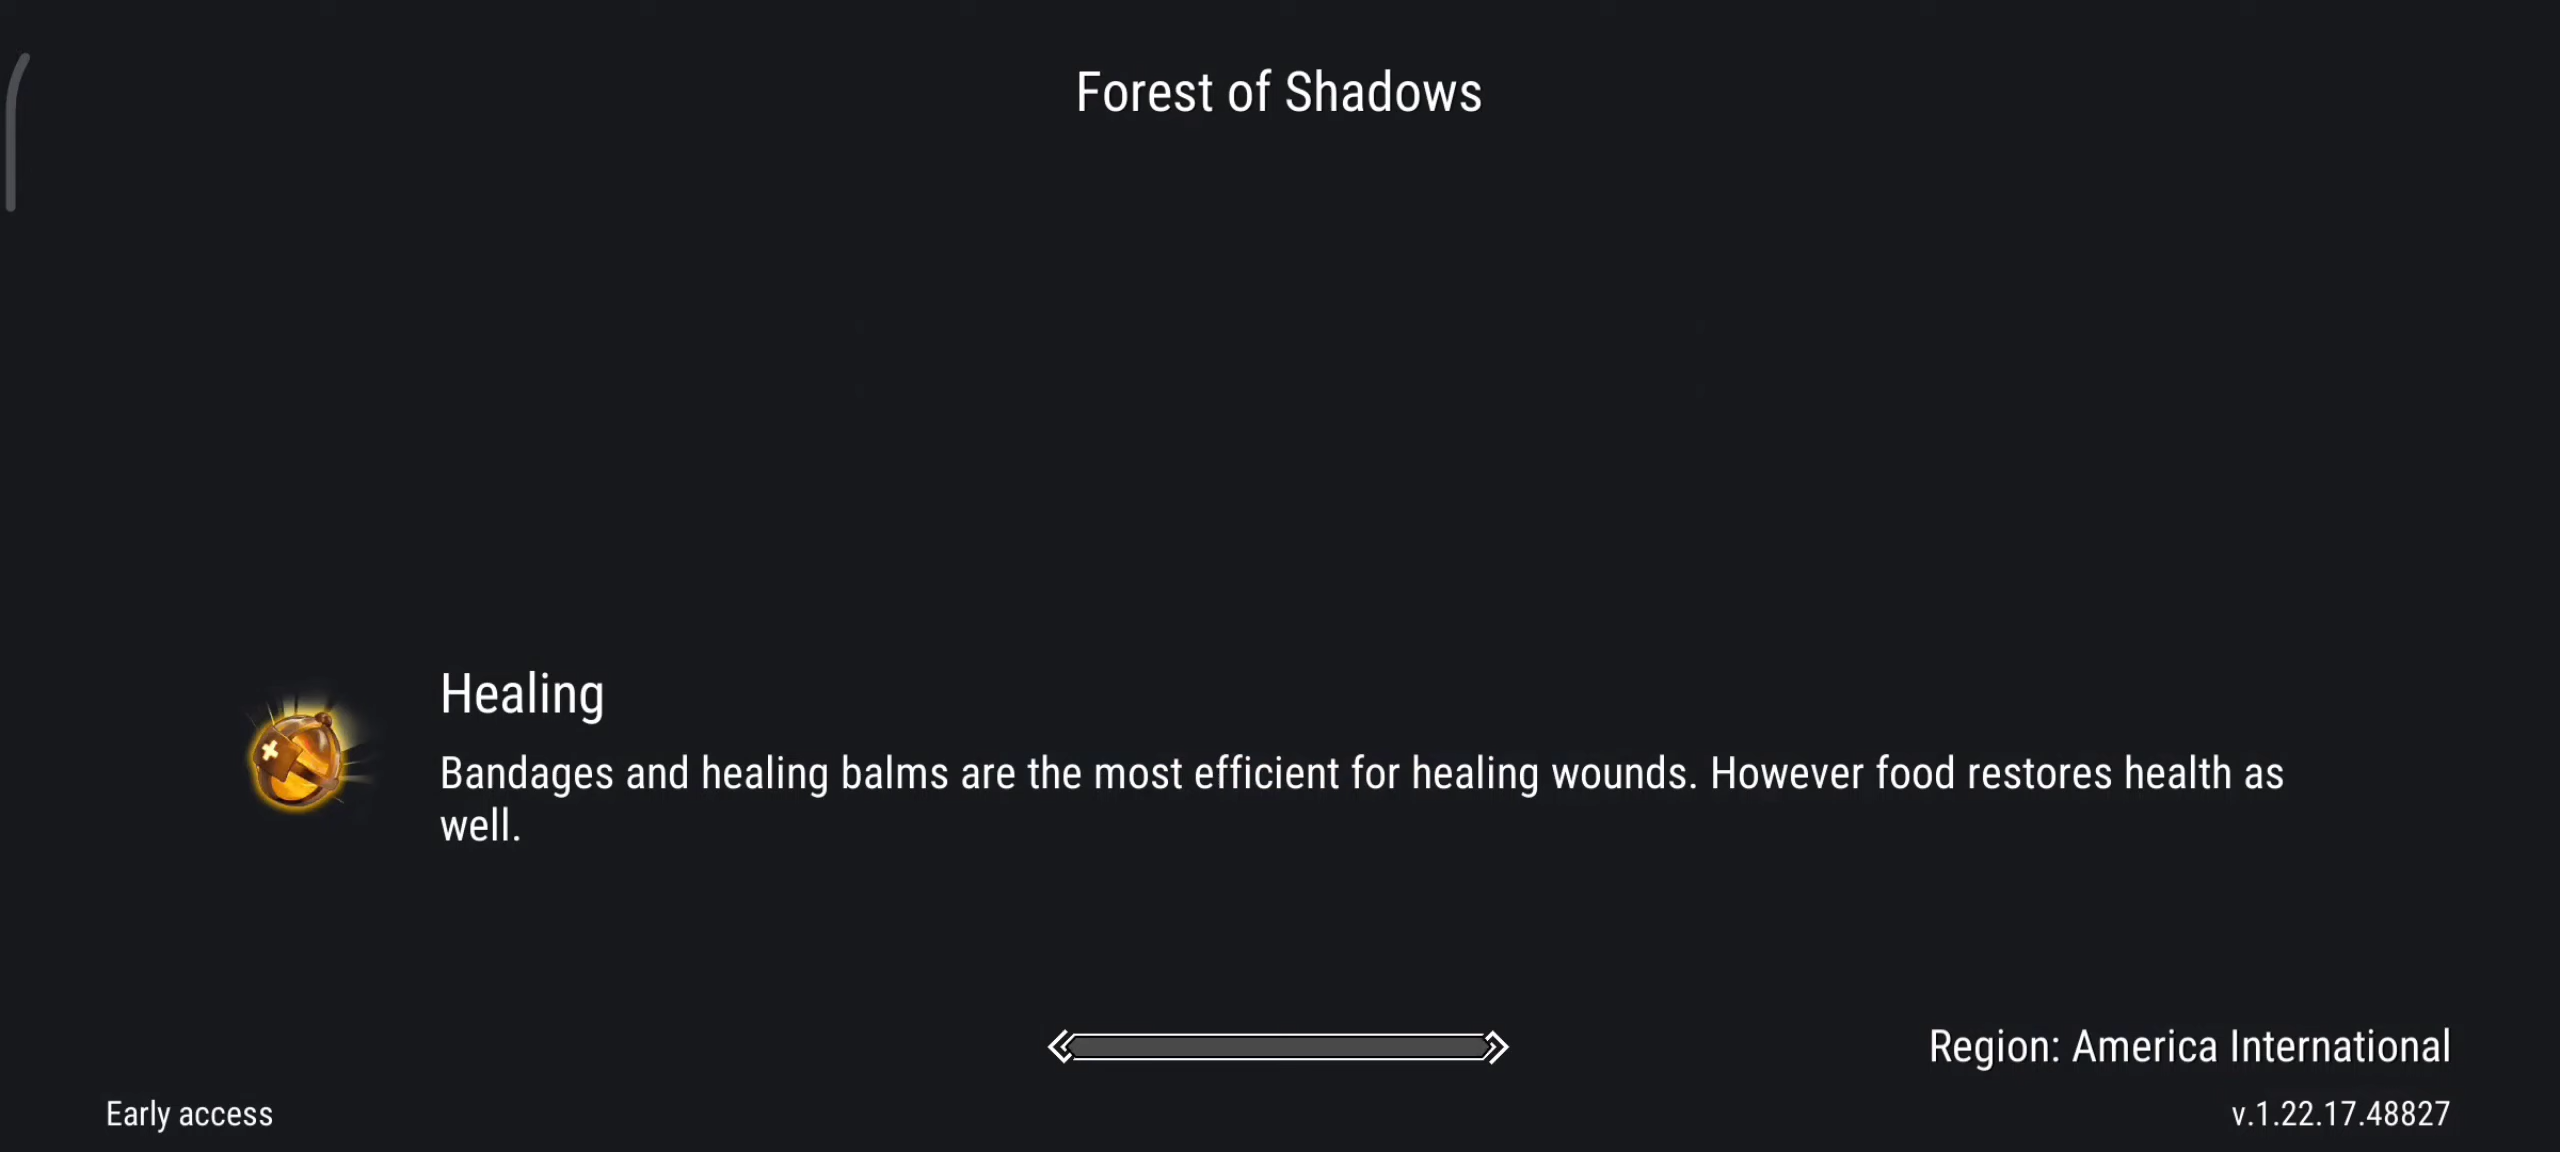 Forest of Shadows
Healing
Bandages and healing balms are the most efficient for healing wounds. However food restores health as
well.
Region: America International
Early access
v.1.22.17.48827